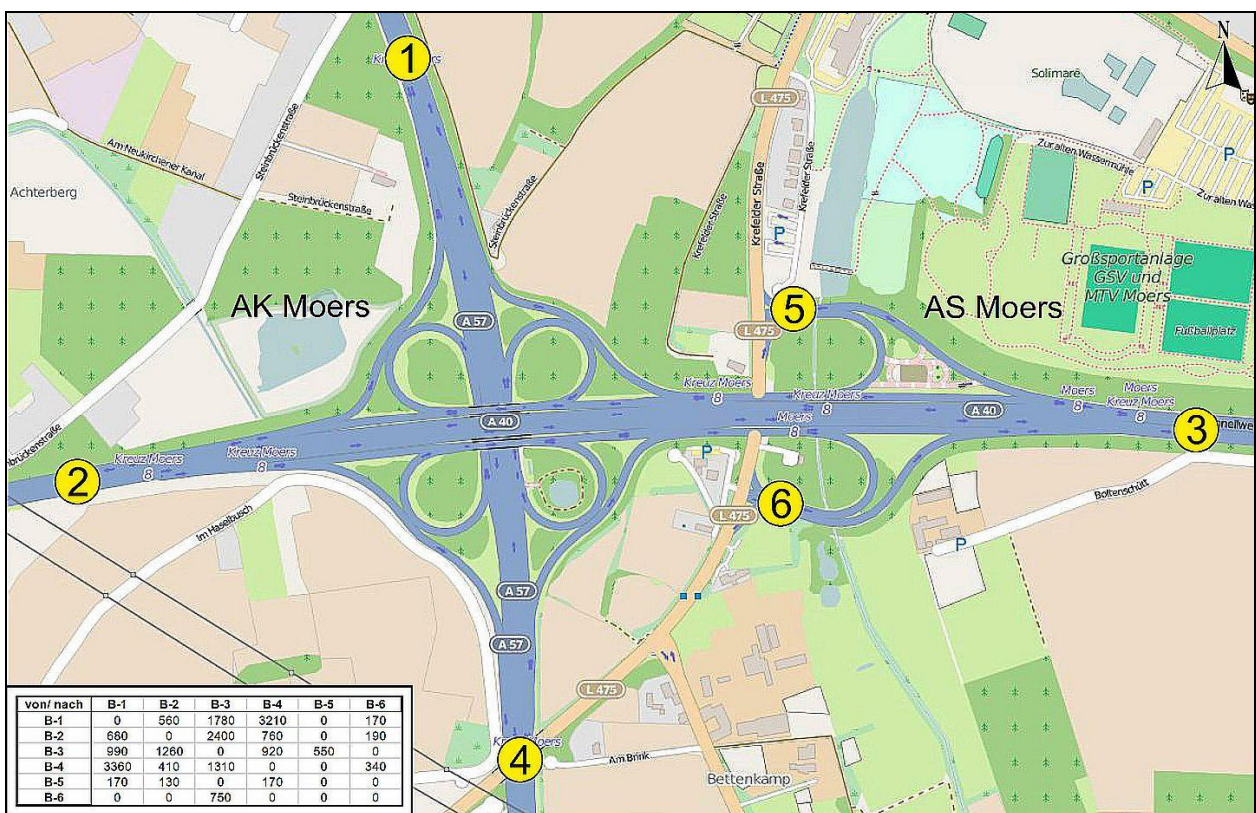 N
1
Kreuz Moers
L 475
Solimare
Zur alten Wassermühle
P
P
Zur alten Was
Am Neukirchener Kanal
Steinbrückenstraße
Achterberg
Steinbrückenstraße
Steinbrückenstraße
Krefelder Straße
Krefelder Straße
Krefelder Straße
P
Großsportanlage
GSV und
MTV Moers
Fußballplatz
AK Moers
5
AS Moers
A 57
L 475
Kreuz Moers
8
Kreuz Moers
8
Moers
8
Moers
Kreuz Moers
8
A 40
A 40
Moers
8
3
nbrückenstraße
Kreuz Moers
8
Kreuz Moers
8
2
P
6
L 475
Im Haselbusch
Boltenschütt
P
A 57
A 57
L 475
Kreuz Moers
4
Am Brink
Bettenkamp
von/ nach B-1 B-2 B-3 B-4 B-5 B-6
B-1 0 560 1780 3210 0 170
B-2 680 0 2400 760 0 190
B-3 990 1260 0 920 550 0
B-4 3360 410 1310 0 0 340
B-5 170 130 0 170 0 0
B-6 0 0 750 0 0 0